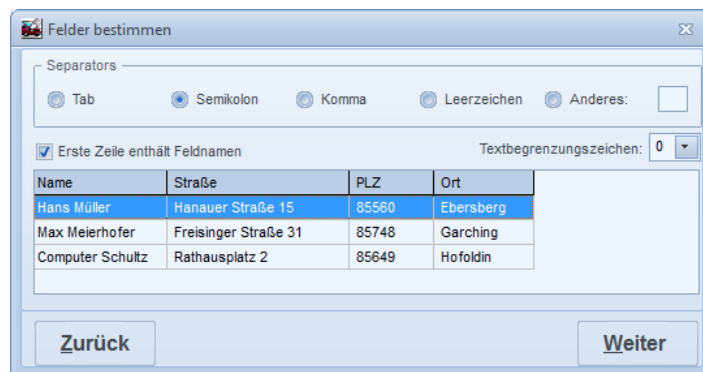 Felder bestimmen
Separators
Tab Semikolon Komma Leerzeichen Anderes:
Erste Zeile enthält Feldnamen Textbegrenzungszeichen: 0
Name Straße PLZ Ort
Hans Müller Hanauer Straße 15 85560 Ebersberg
Max Meierhofer Freisinger Straße 31 85748 Garching
Computer Schultz Rathausplatz 2 85649 Hofoldin
Zurück Weiter